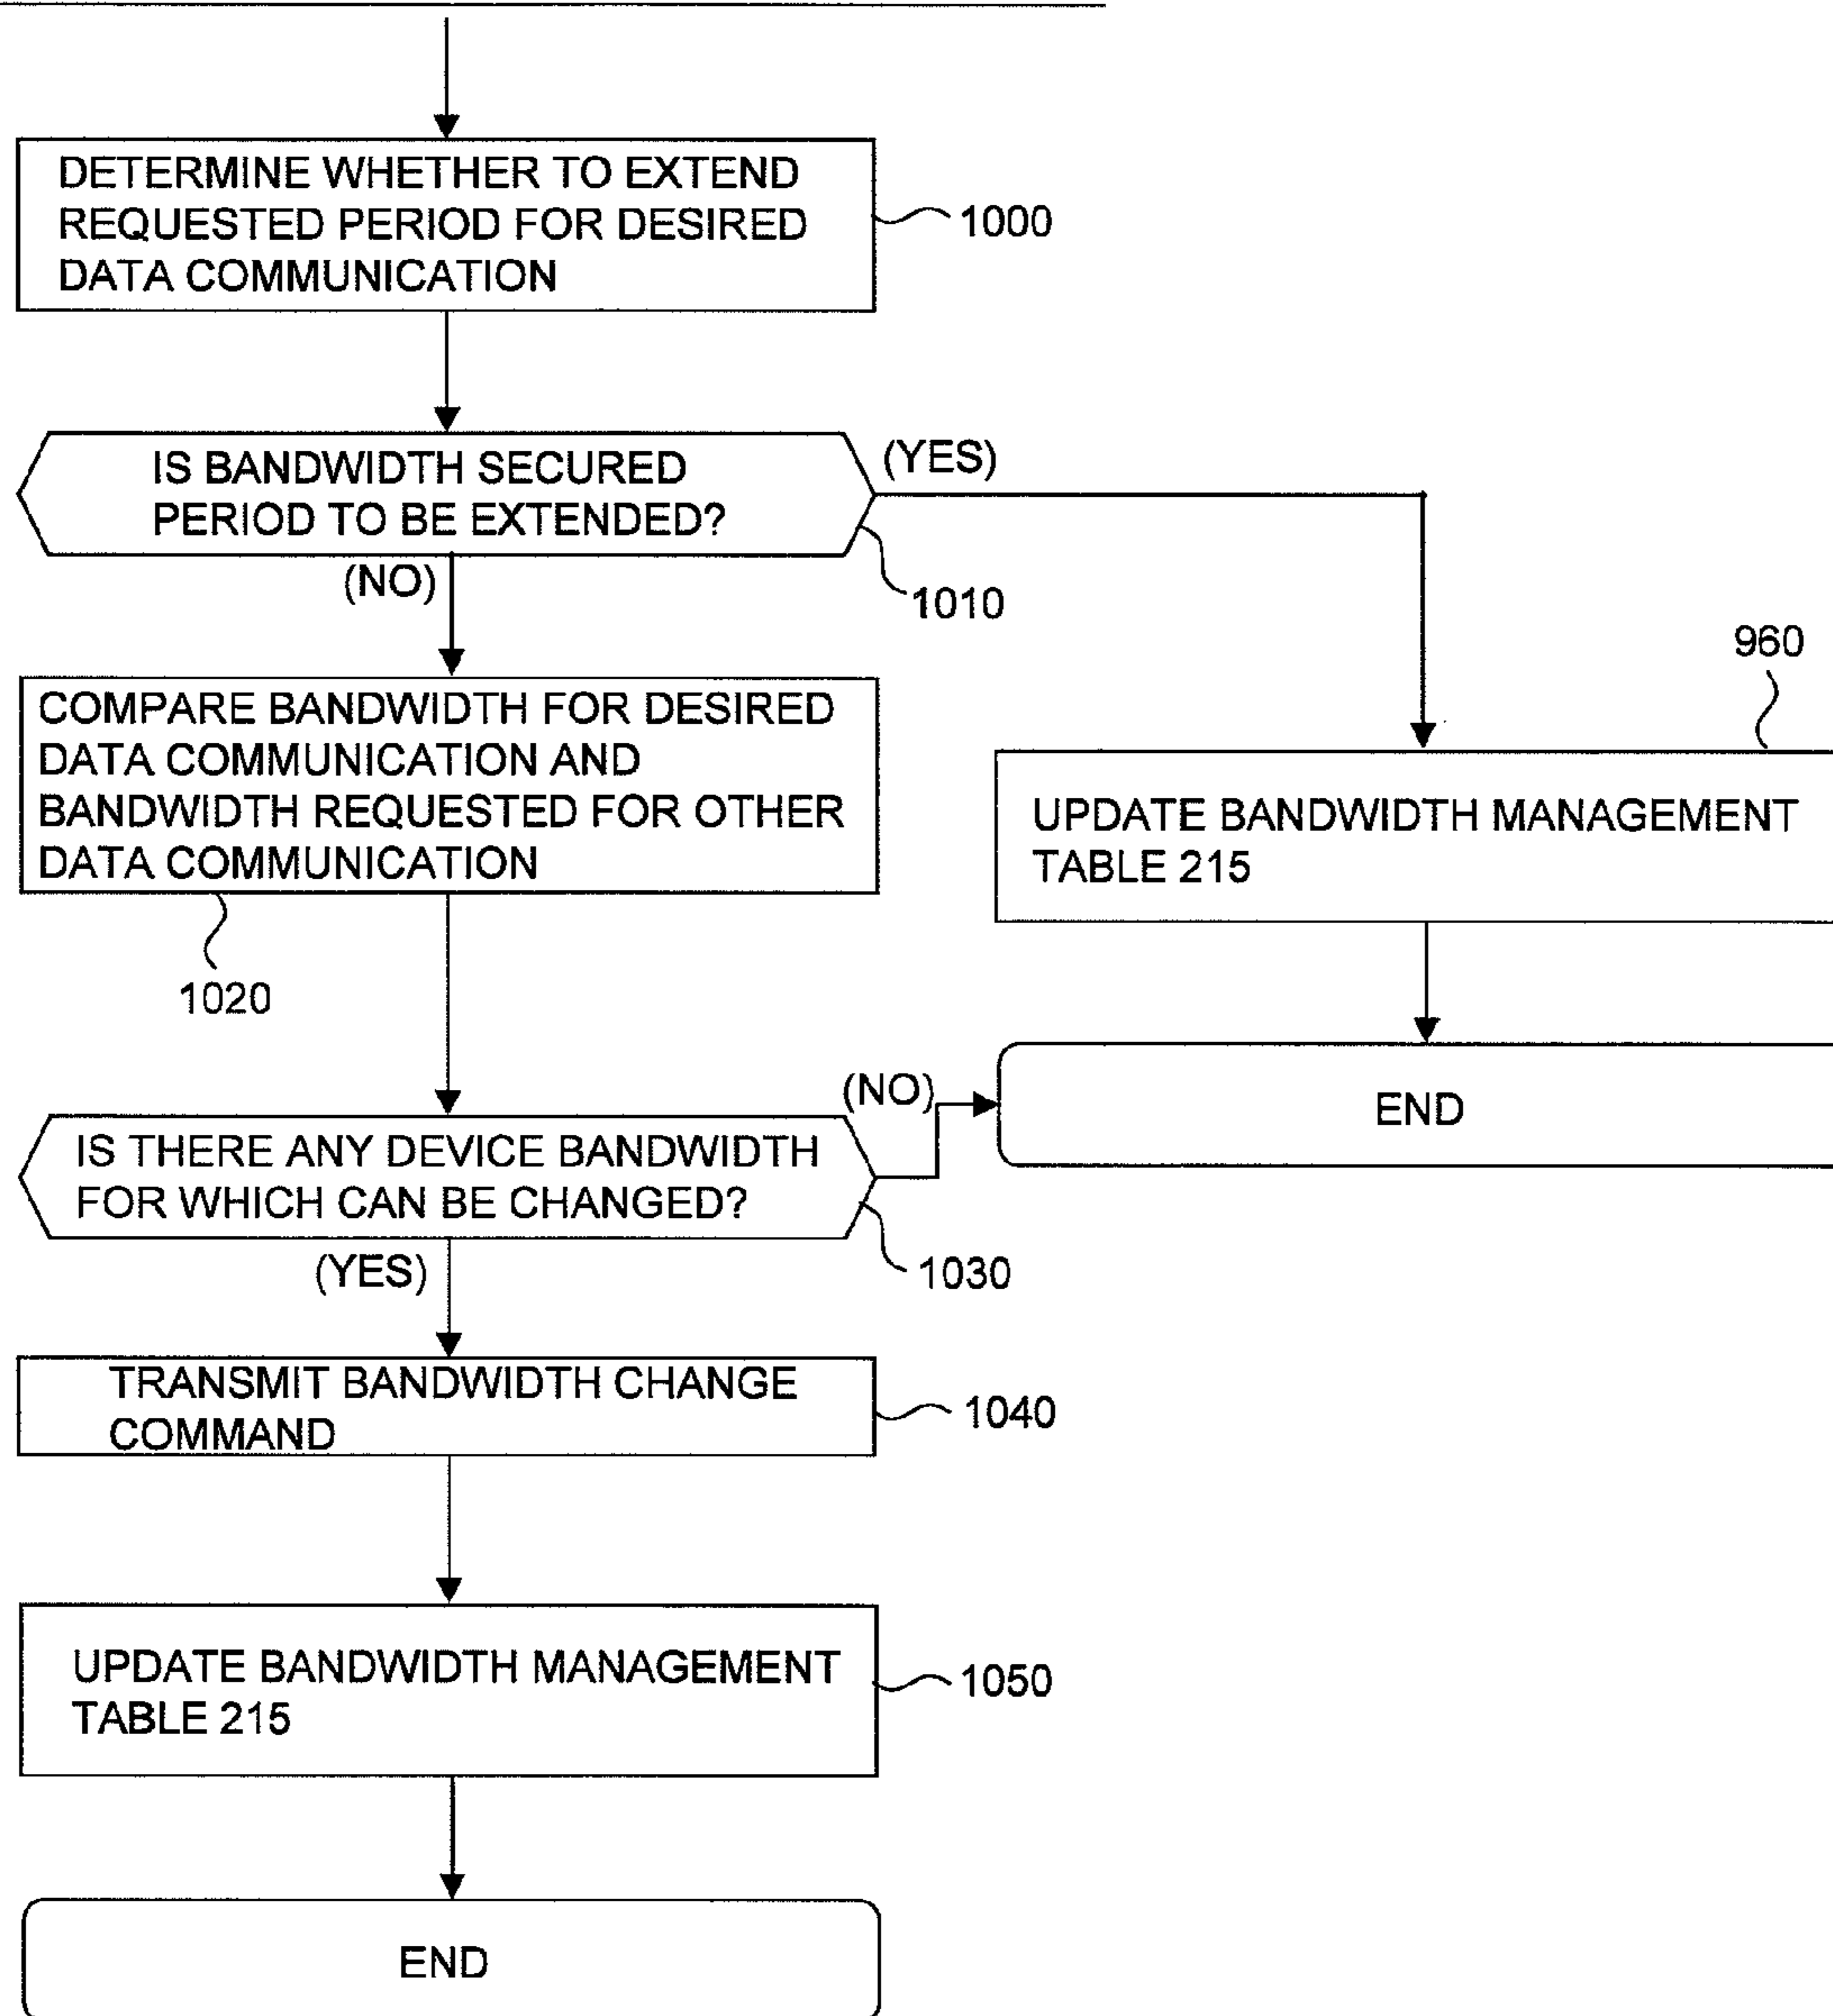 DETERMINE WHETHER TO EXTEND
REQUESTED PERIOD FOR DESIRED
DATA COMMUNICATION
1000
IS BANDWIDTH SECURED
PERIOD TO BE EXTENDED?
(YES)
(NO)
1010
960
COMPARE BANDWIDTH FOR DESIRED
DATA COMMUNICATION AND
BANDWIDTH REQUESTED FOR OTHER
DATA COMMUNICATION
1020
UPDATE BANDWIDTH MANAGEMENT
TABLE 215
END
IS THERE ANY DEVICE BANDWIDTH
FOR WHICH CAN BE CHANGED?
(NO)
(YES)
1030
TRANSMIT BANDWIDTH CHANGE
COMMAND
1040
UPDATE BANDWIDTH MANAGEMENT
TABLE 215
1050
END